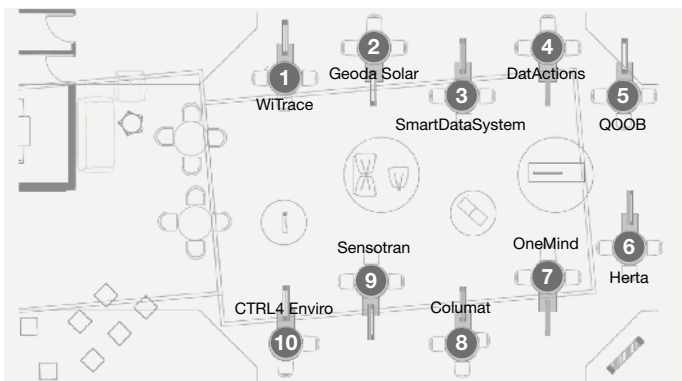 1
WiTrace
2
Geoda Solar
3
SmartDataSystem
4
DatActions
5
QOOB
6
Herta
OneMind
7
Columat
8
Sensotran
9
CTRL4 Enviro
10